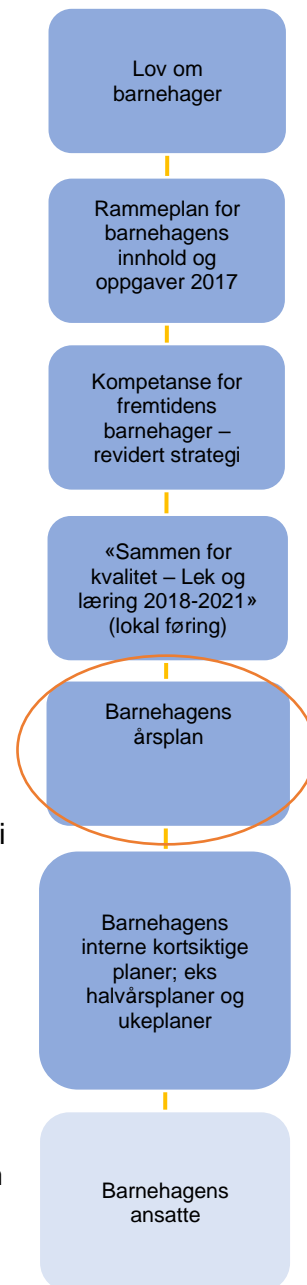 Lov om
barnehager
Rammeplan for
barnehagens
innhold og
oppgaver 2017
Kompetanse for
fremtidens
barnehager –
revidert strategi
«Sammen for
kvalitet – Lek og
læring 2018-2021»
(lokal føring)
Barnehagens
årsplan
i
Barnehagens
interne kortsiktige
planer; eks
halvårsplaner og
ukeplaner
Barnehagens
ansatte